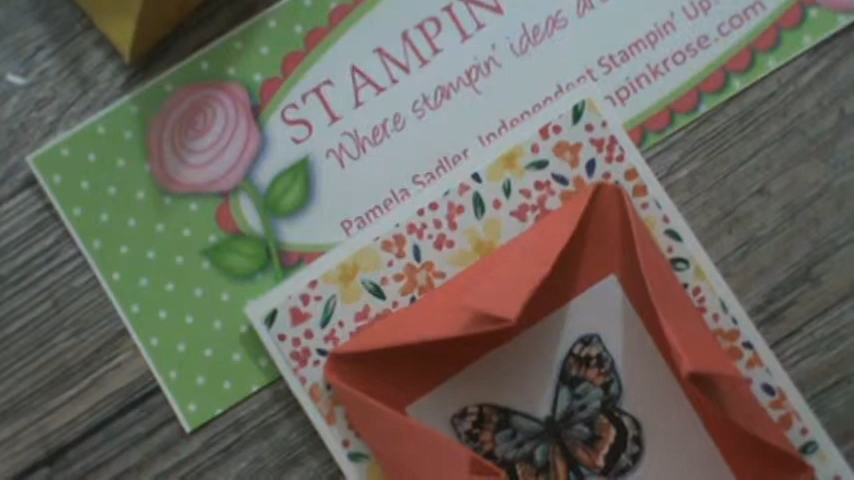 STAMPIN
Where stampin' ideas
Pamela Sadler, Independent Stampin' Up
pinkrose.com